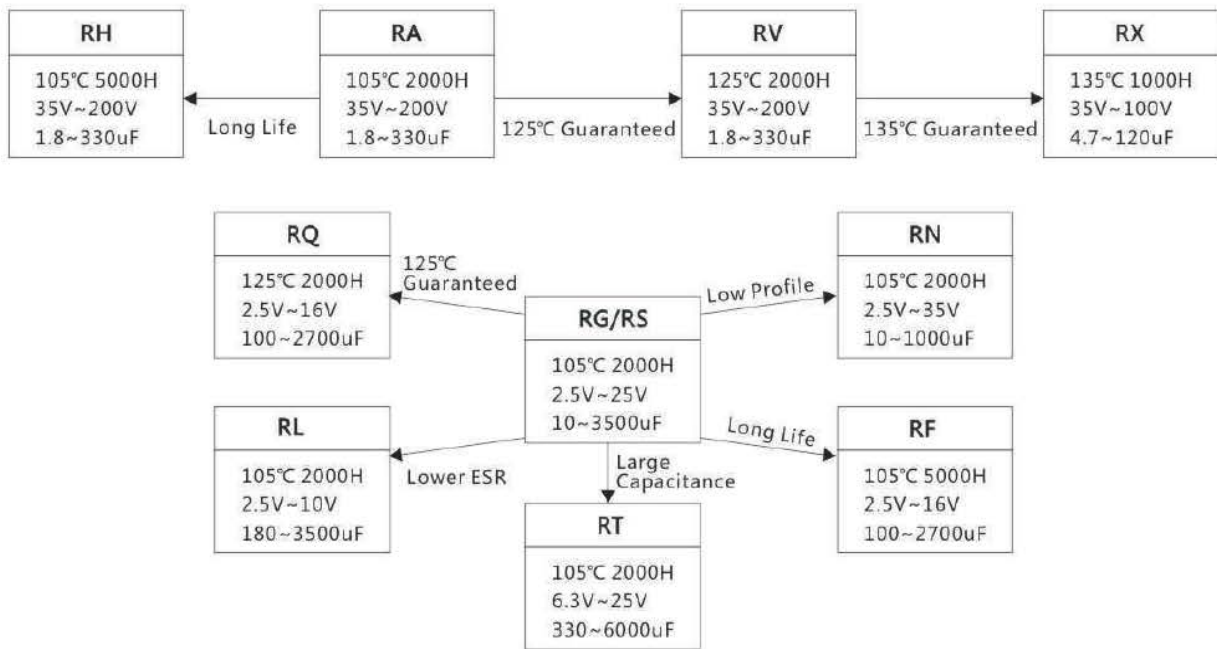 RH
105℃ 5000H
35V~200V
1.8~330uF
Long Life
RA
105℃ 2000H
35V~200V
1.8~330uF
125℃ Guaranteed
RV
125℃ 2000H
35V~200V
1.8~330uF
135℃ Guaranteed
RX
135℃ 1000H
35V~100V
4.7~120uF
RQ
125℃ 2000H
2.5V~16V
100~2700uF
125℃
Guaranteed
RG/RS
105℃ 2000H
2.5V~25V
10~3500uF
Low Profile
RN
105℃ 2000H
2.5V~35V
10~1000uF
RL
105℃ 2000H
2.5V~10V
180~3500uF
Lower ESR
Large
Capacitance
Long Life
RF
105℃ 5000H
2.5V~16V
100~2700uF
RT
105℃ 2000H
6.3V~25V
330~6000uF